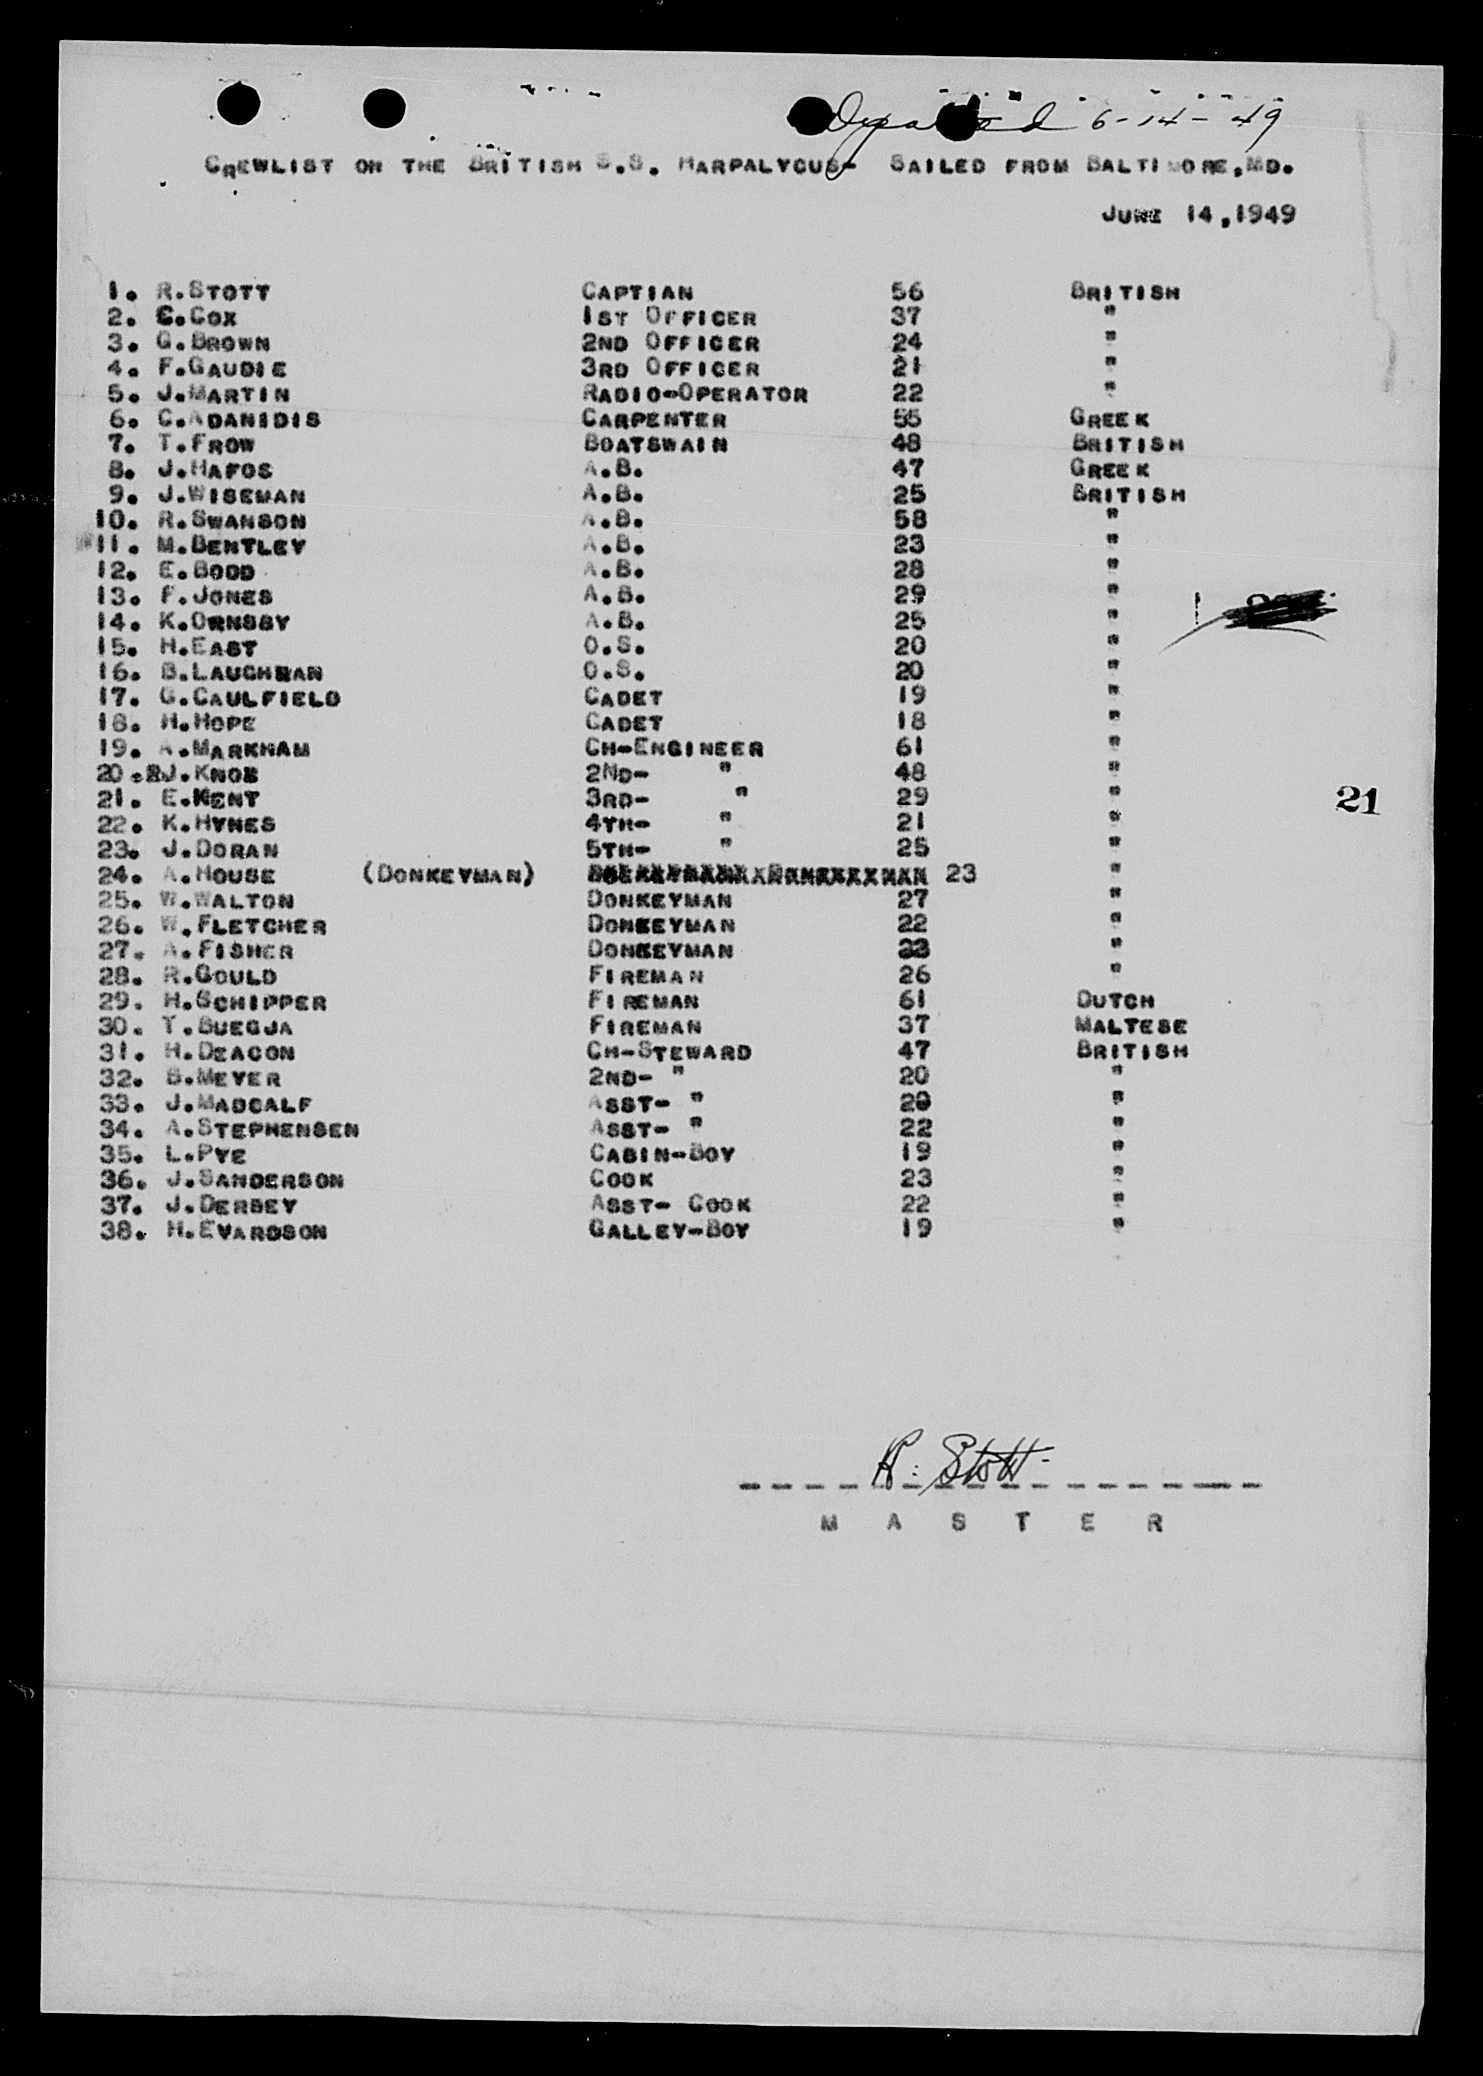 Departed 6-14-49
CREWLIST ON THE BRITISH S.S. HARPALYCUS- SAILED FROM BALTIMORE,MD.
JUNE 14,1949
1. R.STOTT CAPTIAN 56 BRITISH
2. C.COX 1ST OFFICER 37 "
3. G.BROWN 2ND OFFICER 24 "
4. F.GAUDIE 3RD OFFICER 21 "
5. J.MARTIN RADIO-OPERATOR 22 "
6. C.ADANIDIS CARPENTER 55 GREEK
7. T.FROW BOATSWAIN 48 BRITISH
8. J.HAFOS A.B. 47 GREEK
9. J.WISEMAN A.B. 25 BRITISH
10. R.SWANSON A.B. 58 "
11. M.BENTLEY A.B. 23 "
12. E.BOOD A.B. 28 "
13. F.JONES A.B. 29 "
14. K.ORNSBY A.B. 25 "
15. H.EAST O.S. 20 "
16. B.LAUGHRAN O.S. 20 "
17. G.CAULFIELD CADET 19 "
18. H.HOPE CADET 18 "
19. A.MARKHAM CH-ENGINEER 61 "
20. J.KNOX 2ND- " 48 "
21. E.KENT 3RD- " 29 "
21
22. K.HYNES 4TH- " 21 "
23. J.DORAN 5TH- " 25 "
24. A.HOUSE (DONKEYMAN) 23 "
25. W.WALTON DONKEYMAN 27 "
26. W.FLETCHER DONKEYMAN 22 "
27. A.FISHER DONKEYMAN 33 "
28. R.GOULD FIREMAN 26 "
29. H.SCHIPPER FIREMAN 61 DUTCH
30. T.BUEGJA FIREMAN 37 MALTESE
31. H.DEACON CH-STEWARD 47 BRITISH
32. S.MEYER 2ND- " 20 "
33. J.MADCALF ASST- " 20 "
34. A.STEPHENSEN ASST- " 22 "
35. L.PYE CABIN-BOY 19 "
36. J.SANDERSON COOK 23 "
37. J.DERBEY ASST- COOK 22 "
38. H.EVARDSON GALLEY-BOY 19 "
R. Stott
M A S T E R